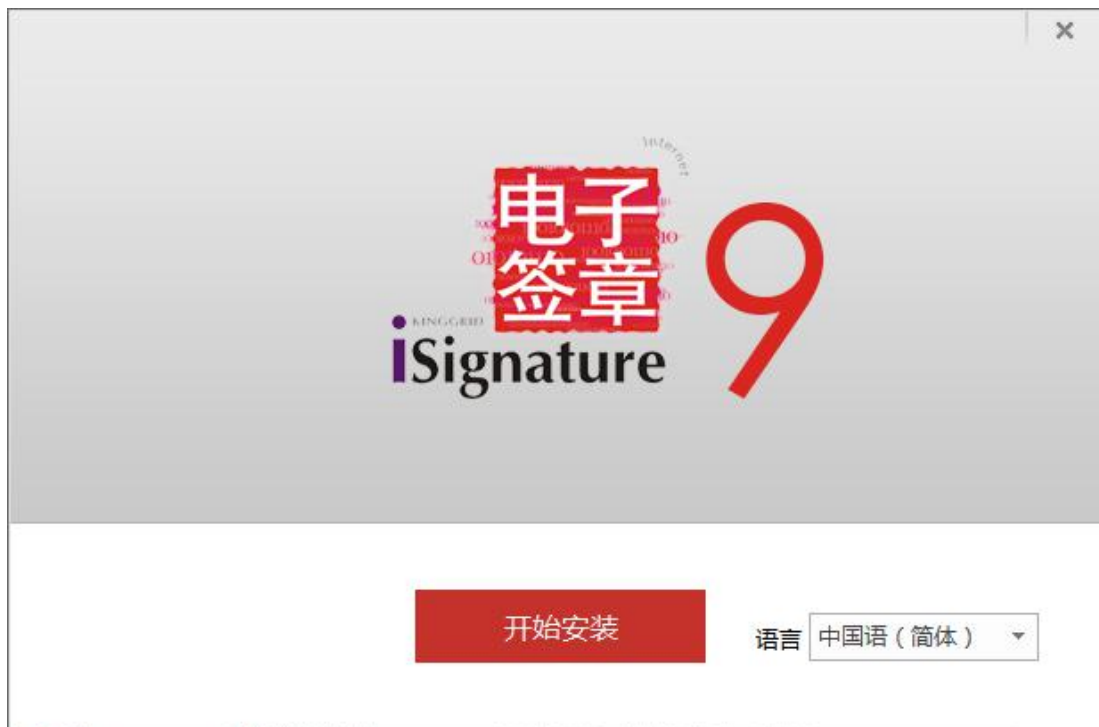 Internet
电子
签章
KINGGRID
iSignature
9
开始安装
语言 中国语（简体）